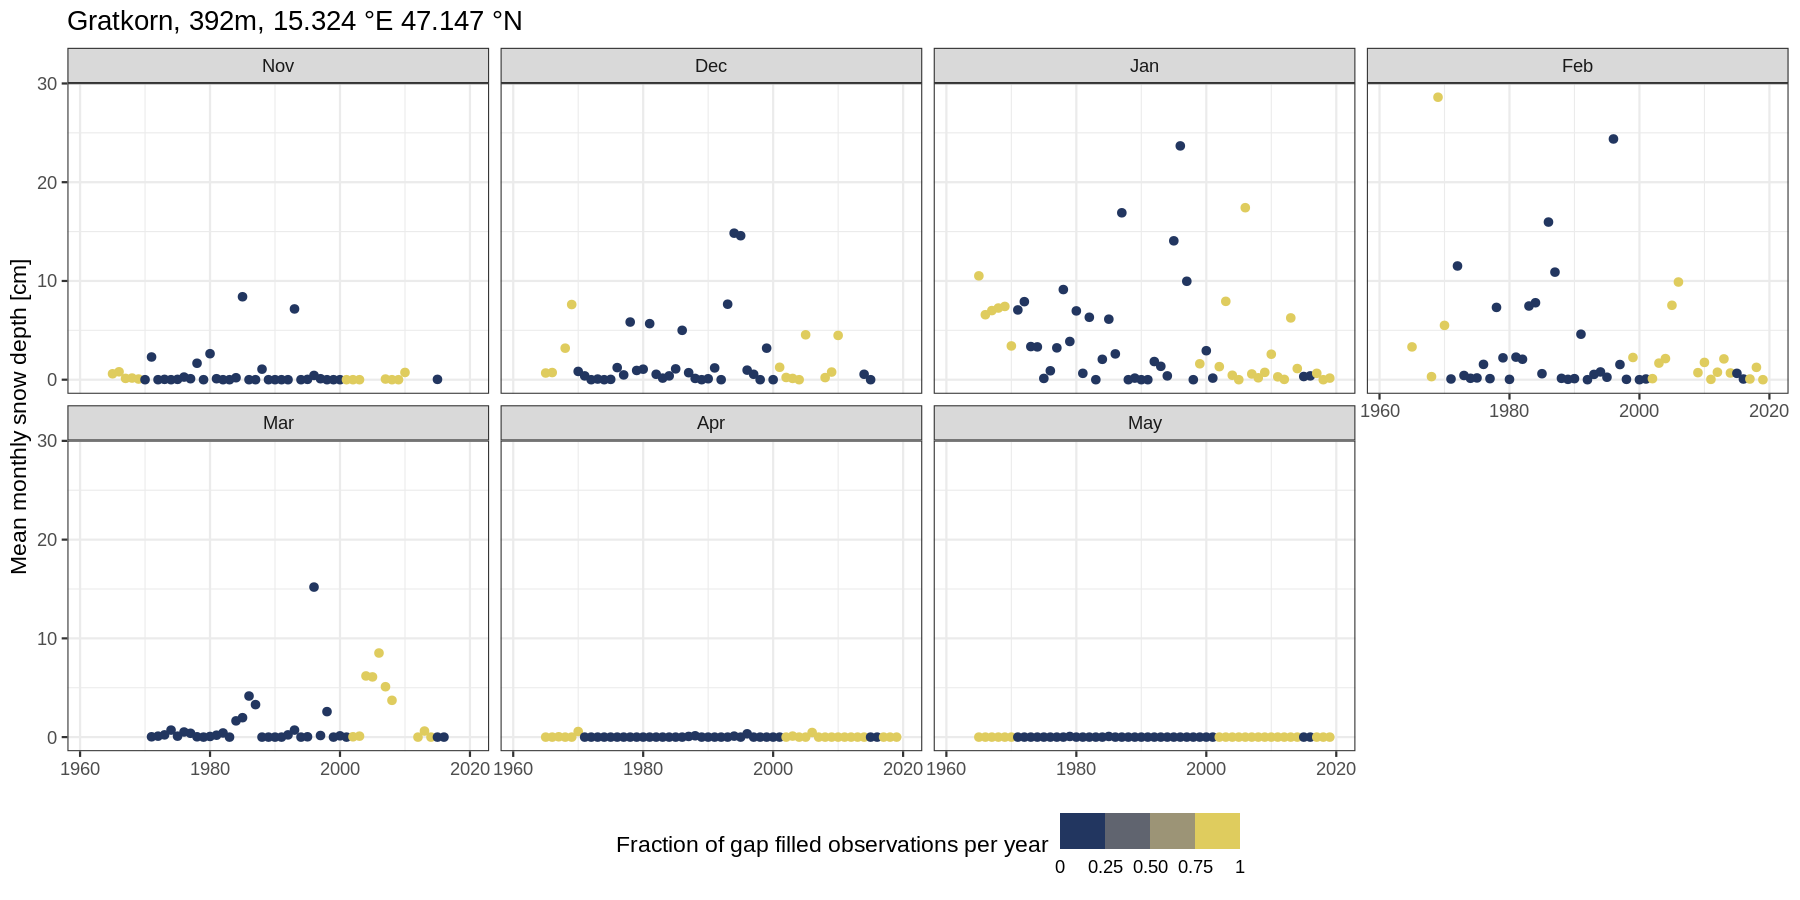 Gratkorn, 392m, 15.324 °E 47.147 °N
Nov Dec Jan Feb
30
20
10
0
1960 1980 2000 2020
Mean monthly snow depth [cm]
Mar Apr May
30
20
10
0
1960 1980 2000 2020 1960 1980 2000 2020 1960 1980 2000 2020
Fraction of gap filled observations per year
0 0.25 0.50 0.75 1